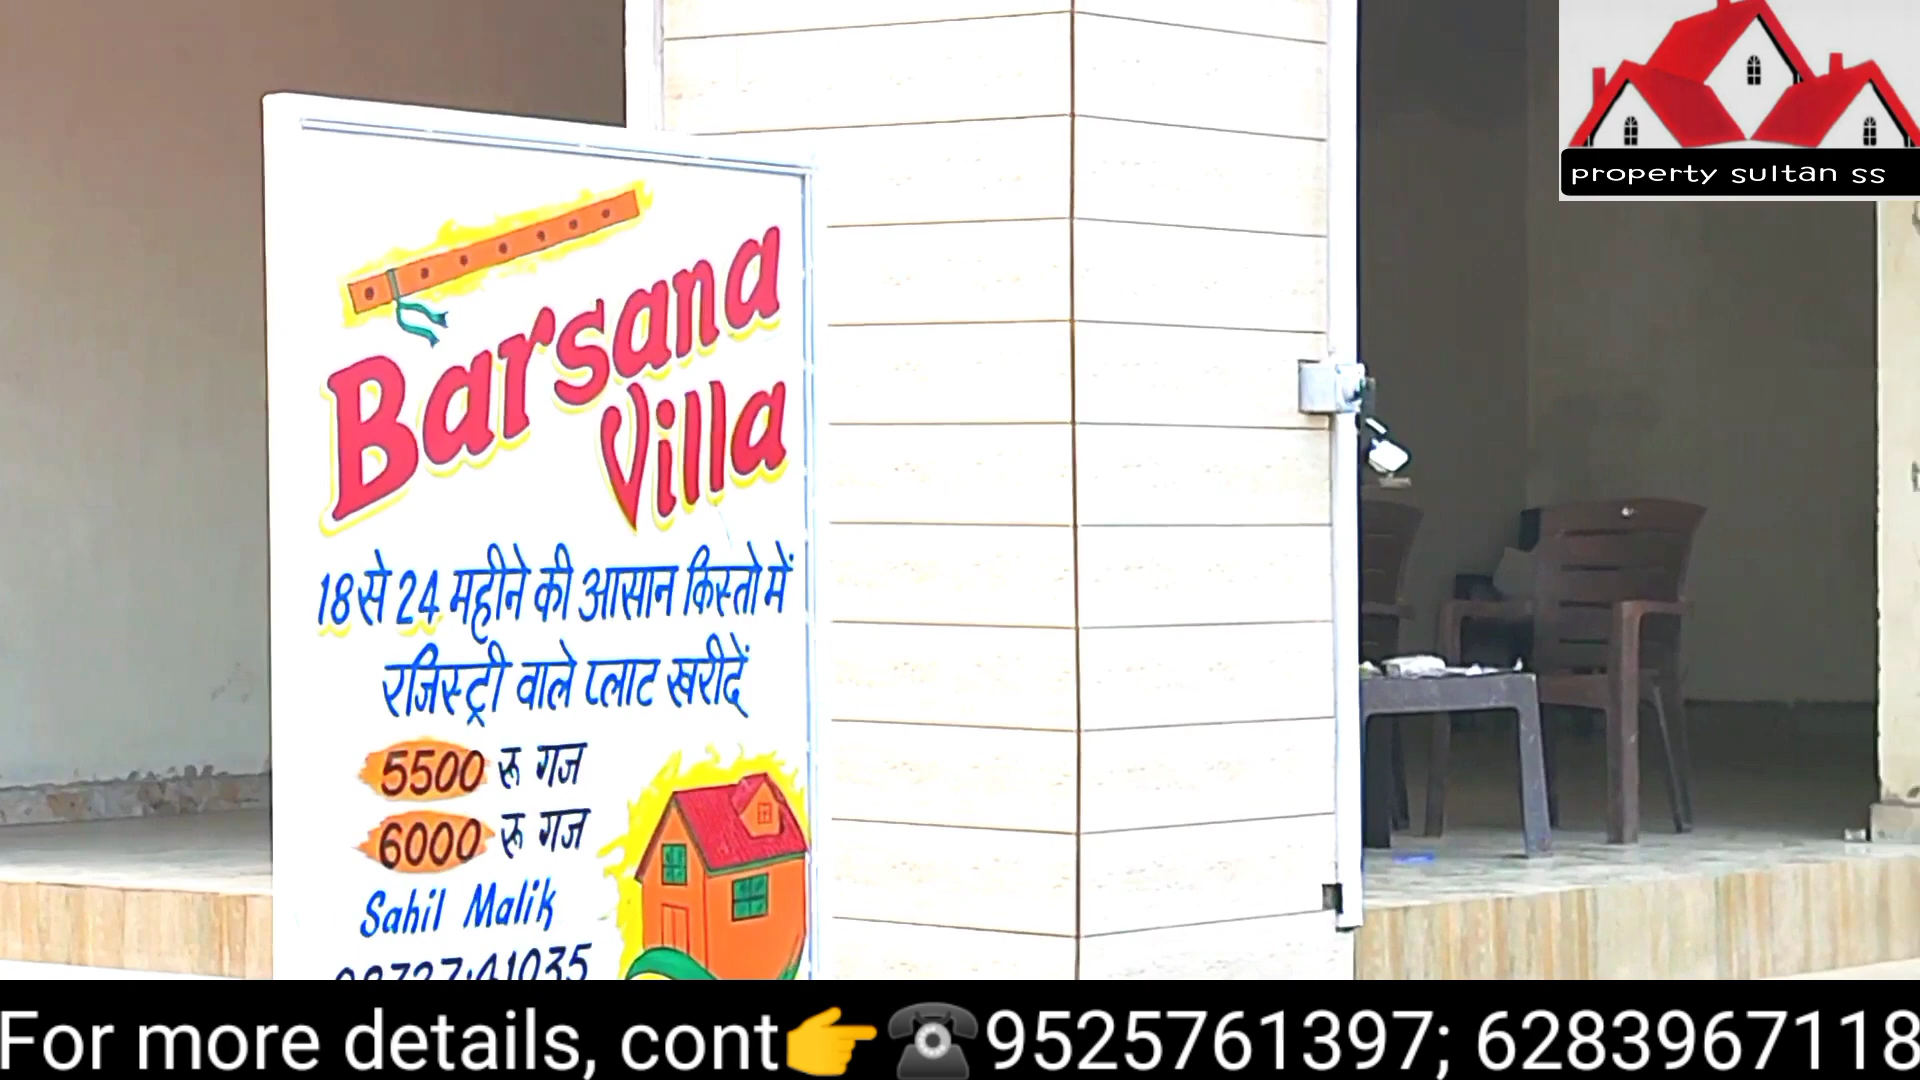 property sultan ss
Barsana
Villa
18 से 24 महीने की आसान किस्तो में
रजिस्ट्री वाले प्लाट खरीदें
5500 रू गज
6000 रू गज
Sahil Malik
For more details, cont👉☎9525761397; 6283967118